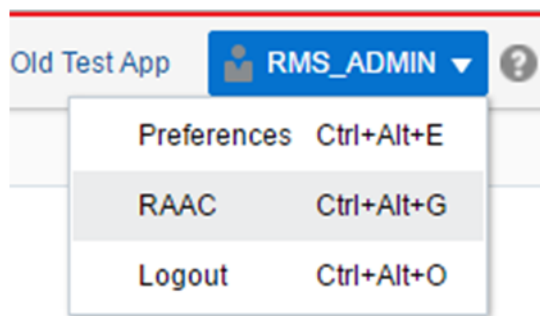 Old Test App RMS_ADMIN ?
Preferences Ctrl+Alt+E
RAAC Ctrl+Alt+G
Logout Ctrl+Alt+O